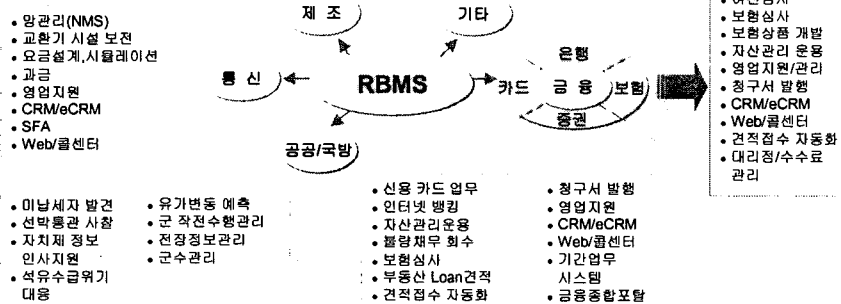 • 망관리(NMS)
• 교환기 시설 보전
• 요금설계,시뮬레이션
• 과금
• 영업지원
• CRM/eCRM
• SFA
• Web/콜센터
제 조
기타
통 신
RBMS
공공/국방
은행
카드
금 융
보험
증권
• 보험심사
• 보험상품 개발
• 자산관리 운용
• 영업지원/관리
• 청구서 발행
• CRM/eCRM
• Web/콜센터
• 견적접수 자동화
• 대리점/수수료
관리
• 미납세자 발견
• 선박통관 사찰
• 자치제 정보
인사지원
• 석유수급위기
대응
• 유가변동 예측
• 군 작전수행관리
• 전장정보관리
• 군수관리
• 신용 카드 업무
• 인터넷 뱅킹
• 자산관리운용
• 불량채무 회수
• 보험심사
• 부동산 Loan견적
• 견적접수 자동화
• 청구서 발행
• 영업지원
• CRM/eCRM
• Web/콜센터
• 기간업무
시스템
• 금융종합포탈